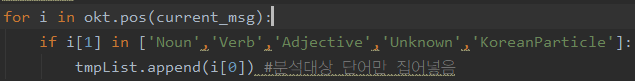 for i in okt.pos(current_msg):
if i[1] in ['Noun','Verb','Adjective','Unknown','KoreanParticle']:
tmpList.append(i[0]) #분석대상 단어만 집어넣음